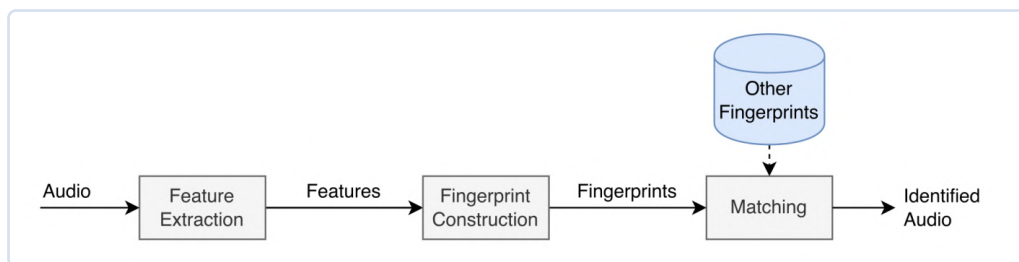 Other
Fingerprints
Audio
Feature
Extraction
Features
Fingerprint
Construction
Fingerprints
Matching
Identified
Audio